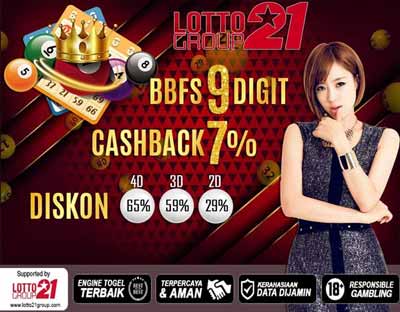 LOTTO GROUP 21
BBFS 9 DIGIT
CASHBACK 7%
4D 3D 2D
DISKON 65% 59% 29%
Supported by
LOTTO GROUP 21
www.lotto21group.com
ENGINE TOGEL TERBAIK
TERPERCAYA & AMAN
KERAHASIAAN DATA DIJAMIN
18+ RESPONSIBLE GAMBLING